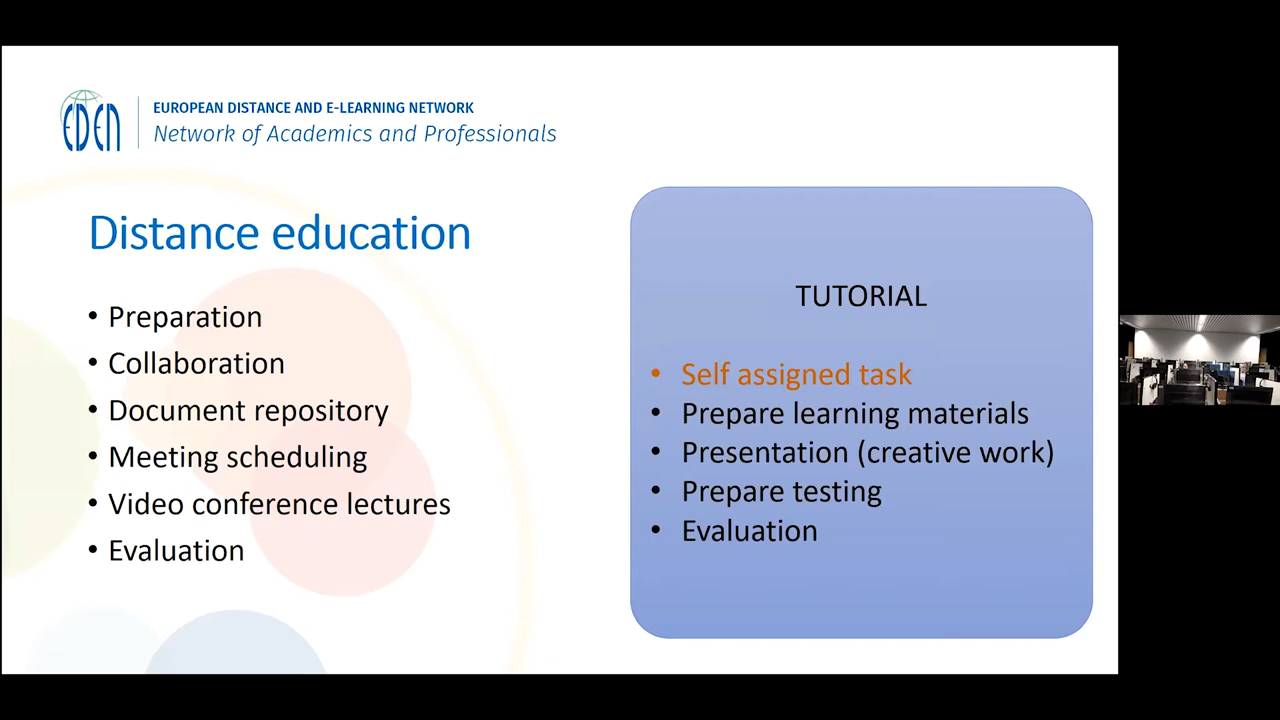 EDEN
EUROPEAN DISTANCE AND E-LEARNING NETWORK
Network of Academics and Professionals
Distance education
• Preparation
• Collaboration
• Document repository
• Meeting scheduling
• Video conference lectures
• Evaluation
TUTORIAL
• Self assigned task
• Prepare learning materials
• Presentation (creative work)
• Prepare testing
• Evaluation